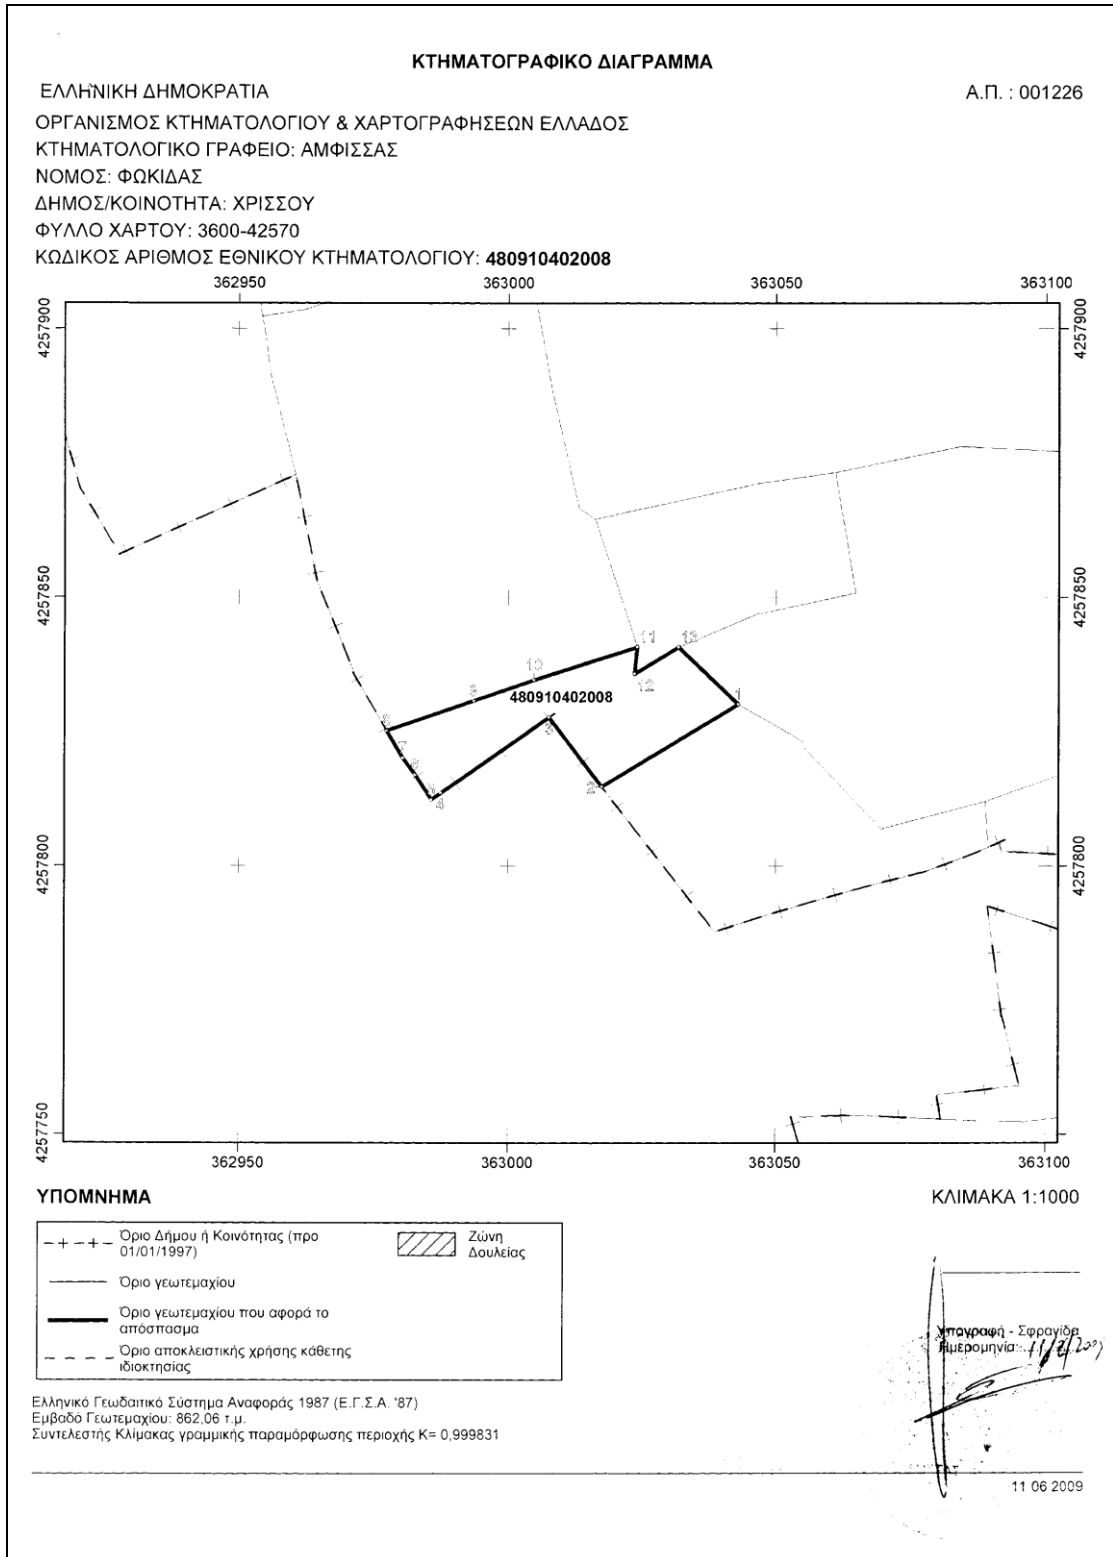 ΚΤΗΜΑΤΟΓΡΑΦΙΚΟ ΔΙΑΓΡΑΜΜΑ
ΕΛΛΗΝΙΚΗ ΔΗΜΟΚΡΑΤΙΑ
Α.Π. : 001226
ΟΡΓΑΝΙΣΜΟΣ ΚΤΗΜΑΤΟΛΟΓΙΟΥ & ΧΑΡΤΟΓΡΑΦΗΣΕΩΝ ΕΛΛΑΔΟΣ
ΚΤΗΜΑΤΟΛΟΓΙΚΟ ΓΡΑΦΕΙΟ: ΑΜΦΙΣΣΑΣ
ΝΟΜΟΣ: ΦΩΚΙΔΑΣ
ΔΗΜΟΣ/ΚΟΙΝΟΤΗΤΑ: ΧΡΙΣΣΟΥ
ΦΥΛΛΟ ΧΑΡΤΟΥ: 3600-42570
ΚΩΔΙΚΟΣ ΑΡΙΘΜΟΣ ΕΘΝΙΚΟΥ ΚΤΗΜΑΤΟΛΟΓΙΟΥ: 480910402008
362950 363000 363050 363100
4257900 4257900
4257850 4257850
11 13
10 12
9
480910402008
1
3
7
2
4
4257800 4257800
4257750 4257750
362950 363000 363050 363100
ΥΠΟΜΝΗΜΑ
ΚΛΙΜΑΚΑ 1:1000
Όριο Δήμου ή Κοινότητας (προ
01/01/1997)
Ζώνη
Δουλείας
Όριο γεωτεμαχίου
Όριο γεωτεμαχίου που αφορά το
απόσπασμα
Όριο αποκλειστικής χρήσης κάθετης
ιδιοκτησίας
Υπογραφή - Σφραγίδα
Ημερομηνία:
Ελληνικό Γεωδαιτικό Σύστημα Αναφοράς 1987 (Ε.Γ.Σ.Α. '87)
Εμβαδό Γεωτεμαχίου: 862,06 τ.μ.
Συντελεστής Κλίμακας γραμμικής παραμόρφωσης περιοχής Κ= 0,999831
11 06 2009